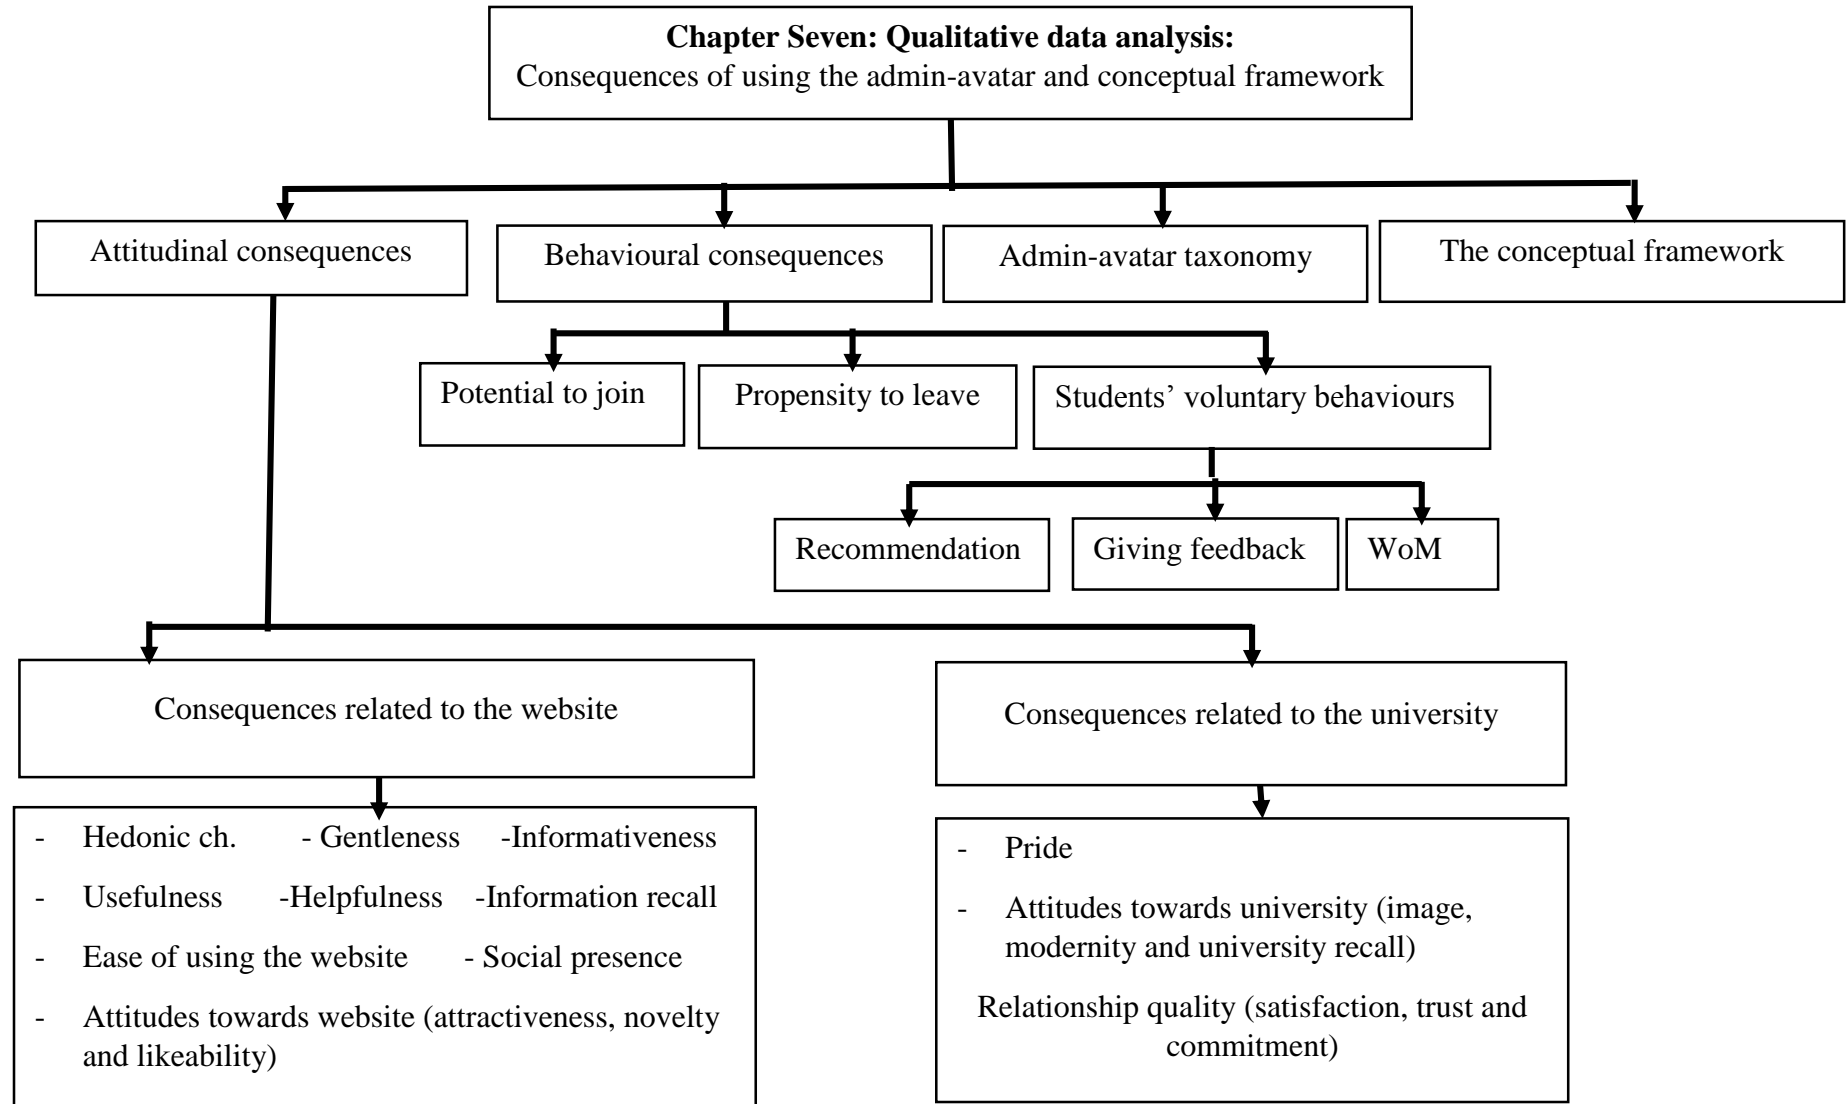 Chapter Seven: Qualitative data analysis:
Consequences of using the admin-avatar and conceptual framework
Attitudinal consequences
Behavioural consequences
Admin-avatar taxonomy
The conceptual framework
Potential to join
Propensity to leave
Students’ voluntary behaviours
Recommendation
Giving feedback
WoM
Consequences related to the website
Consequences related to the university
- Hedonic ch. - Gentleness -Informativeness
- Usefulness -Helpfulness -Information recall
- Ease of using the website - Social presence
- Attitudes towards website (attractiveness, novelty
and likeability)
- Pride
- Attitudes towards university (image,
modernity and university recall)
Relationship quality (satisfaction, trust and
commitment)